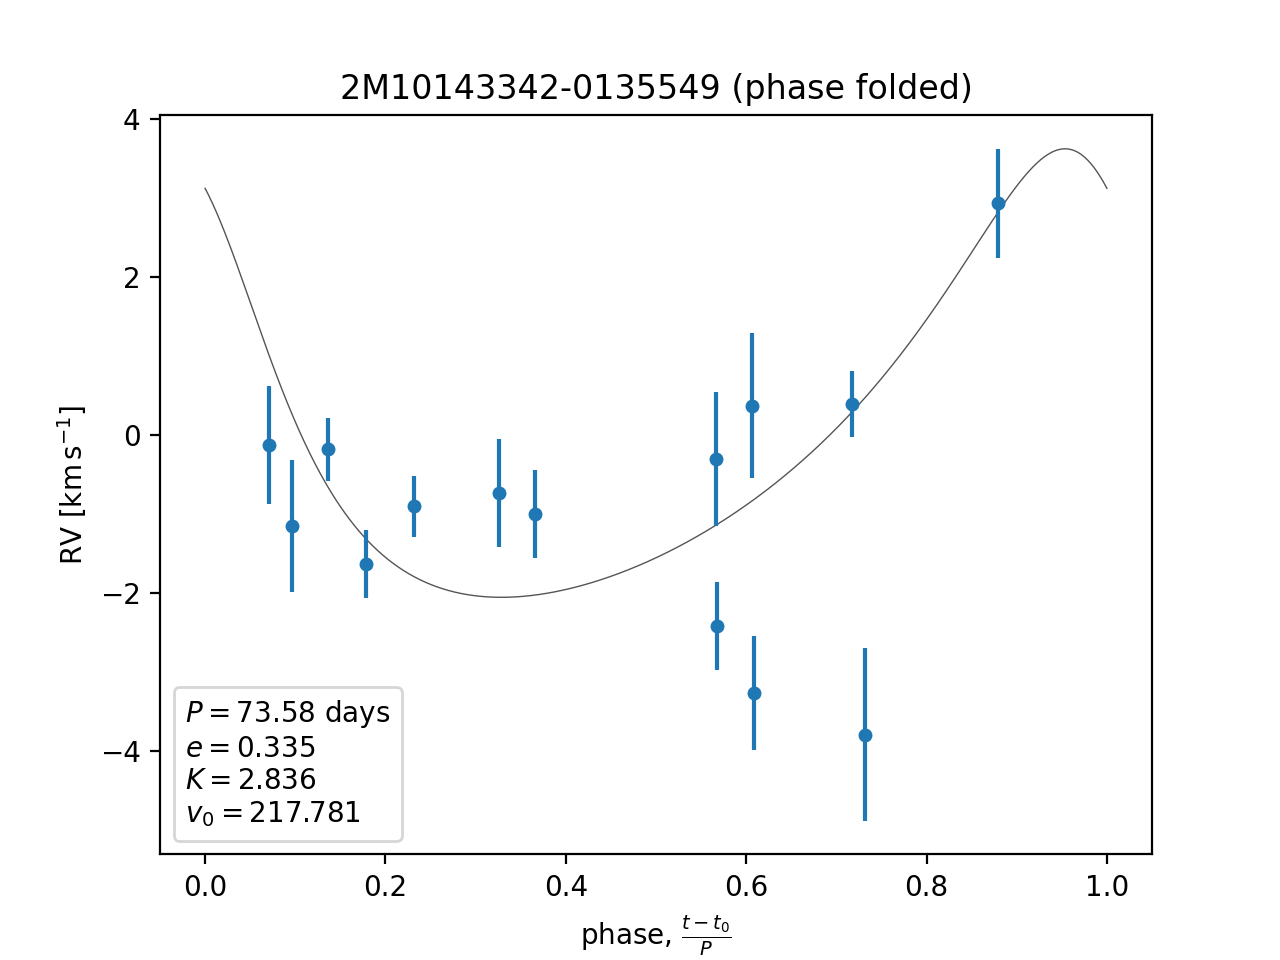 2M10143342-0135549 (phase folded)
4
2
0
−2
−4
RV [km s⁻¹]
P = 73.58 days
e = 0.335
K = 2.836
v₀ = 217.781
0.0 0.2 0.4 0.6 0.8 1.0
phase, (t − t₀)/P